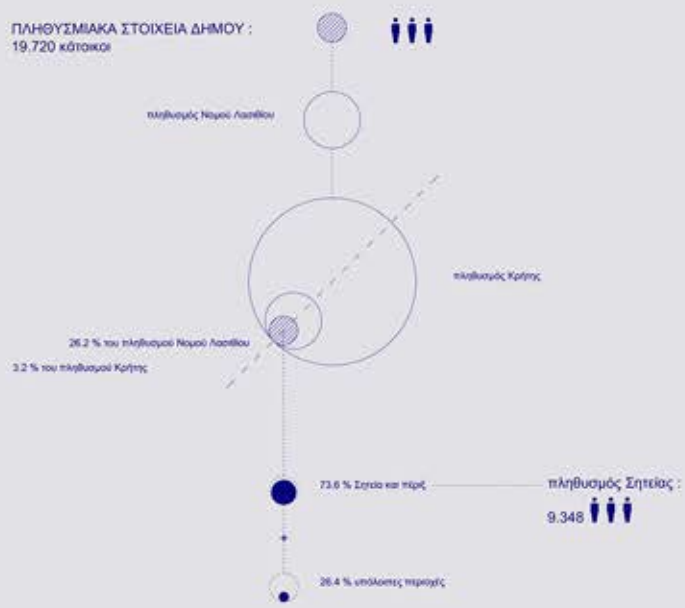 ΠΛΗΘΥΣΜΙΑΚΑ ΣΤΟΙΧΕΙΑ ΔΗΜΟΥ :
19.720 κάτοικοι
πληθυσμός Νομού Λασιθίου
πληθυσμός Κρήτης
26.2 % του πληθυσμού Νομού Λασιθίου
3.2 % του πληθυσμού Κρήτης
73.6 % Σητεία και πέριξ
πληθυσμός Σητείας :
9.348
26.4 % υπόλοιπες περιοχές